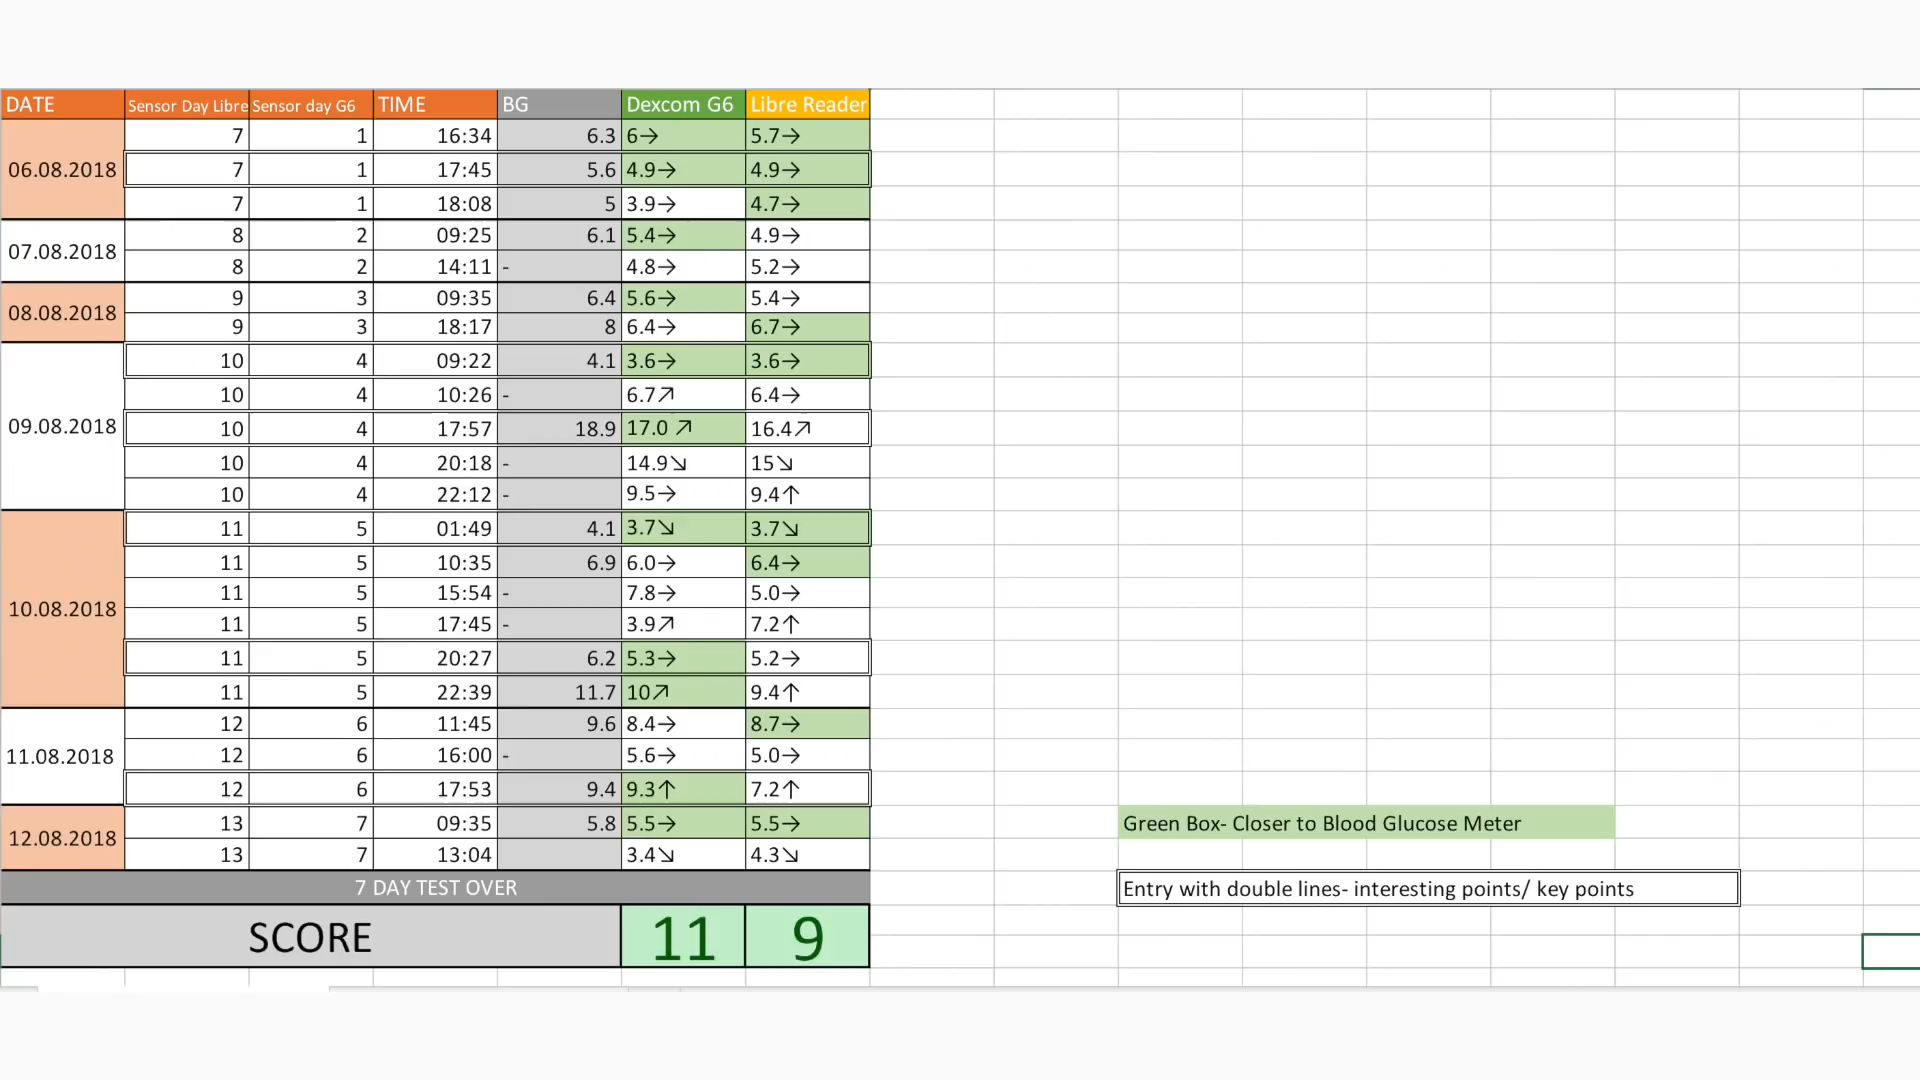 DATE Sensor Day Libre Sensor day G6 TIME BG Dexcom G6 Libre Reader
06.08.2018 7 1 16:34 6.3 6→ 5.7→
7 1 17:45 5.6 4.9→ 4.9→
7 1 18:08 5 3.9→ 4.7→
07.08.2018 8 2 09:25 6.1 5.4→ 4.9→
8 2 14:11 - 4.8→ 5.2→
08.08.2018 9 3 09:35 6.4 5.6→ 5.4→
9 3 18:17 8 6.4→ 6.7→
09.08.2018 10 4 09:22 4.1 3.6→ 3.6→
10 4 10:26 - 6.7↗ 6.4→
10 4 17:57 18.9 17.0 ↗ 16.4↗
10 4 20:18 - 14.9↘ 15↘
10 4 22:12 - 9.5→ 9.4↑
10.08.2018 11 5 01:49 4.1 3.7↘ 3.7↘
11 5 10:35 6.9 6.0→ 6.4→
11 5 15:54 - 7.8→ 5.0→
11 5 17:45 - 3.9↗ 7.2↑
11 5 20:27 6.2 5.3→ 5.2→
11 5 22:39 11.7 10↗ 9.4↑
11.08.2018 12 6 11:45 9.6 8.4→ 8.7→
12 6 16:00 - 5.6→ 5.0→
12 6 17:53 9.4 9.3↑ 7.2↑
12.08.2018 13 7 09:35 5.8 5.5→ 5.5→
13 7 13:04 3.4↘ 4.3↘
7 DAY TEST OVER
SCORE 11 9
Green Box- Closer to Blood Glucose Meter
Entry with double lines- interesting points/ key points